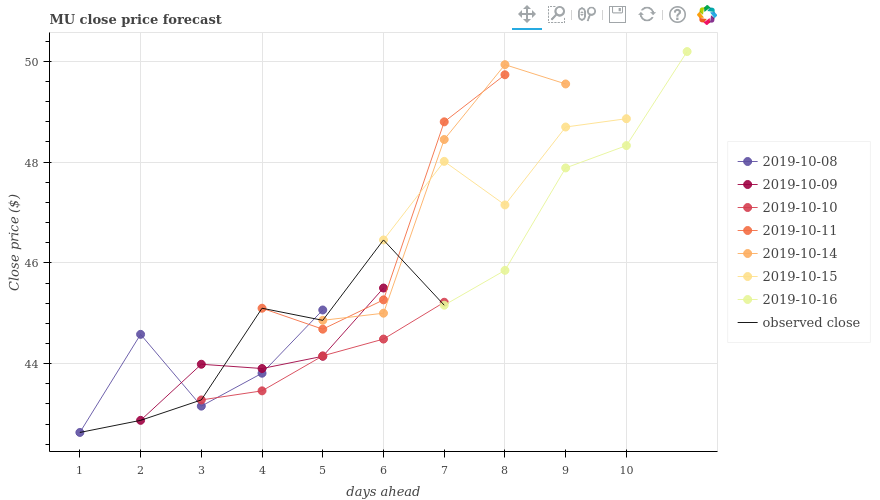 MU close price forecast
50
48
46
44
Close price ($)
1 2 3 4 5 6 7 8 9 10
days ahead
2019-10-08
2019-10-09
2019-10-10
2019-10-11
2019-10-14
2019-10-15
2019-10-16
observed close